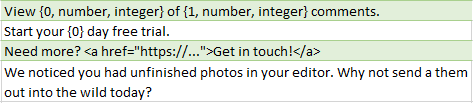 View {0, number, integer} of {1, number, integer} comments.
Start your {0} day free trial.
Need more? <a href="https://...">Get in touch!</a>
We noticed you had unfinished photos in your editor. Why not send a them
out into the wild today?